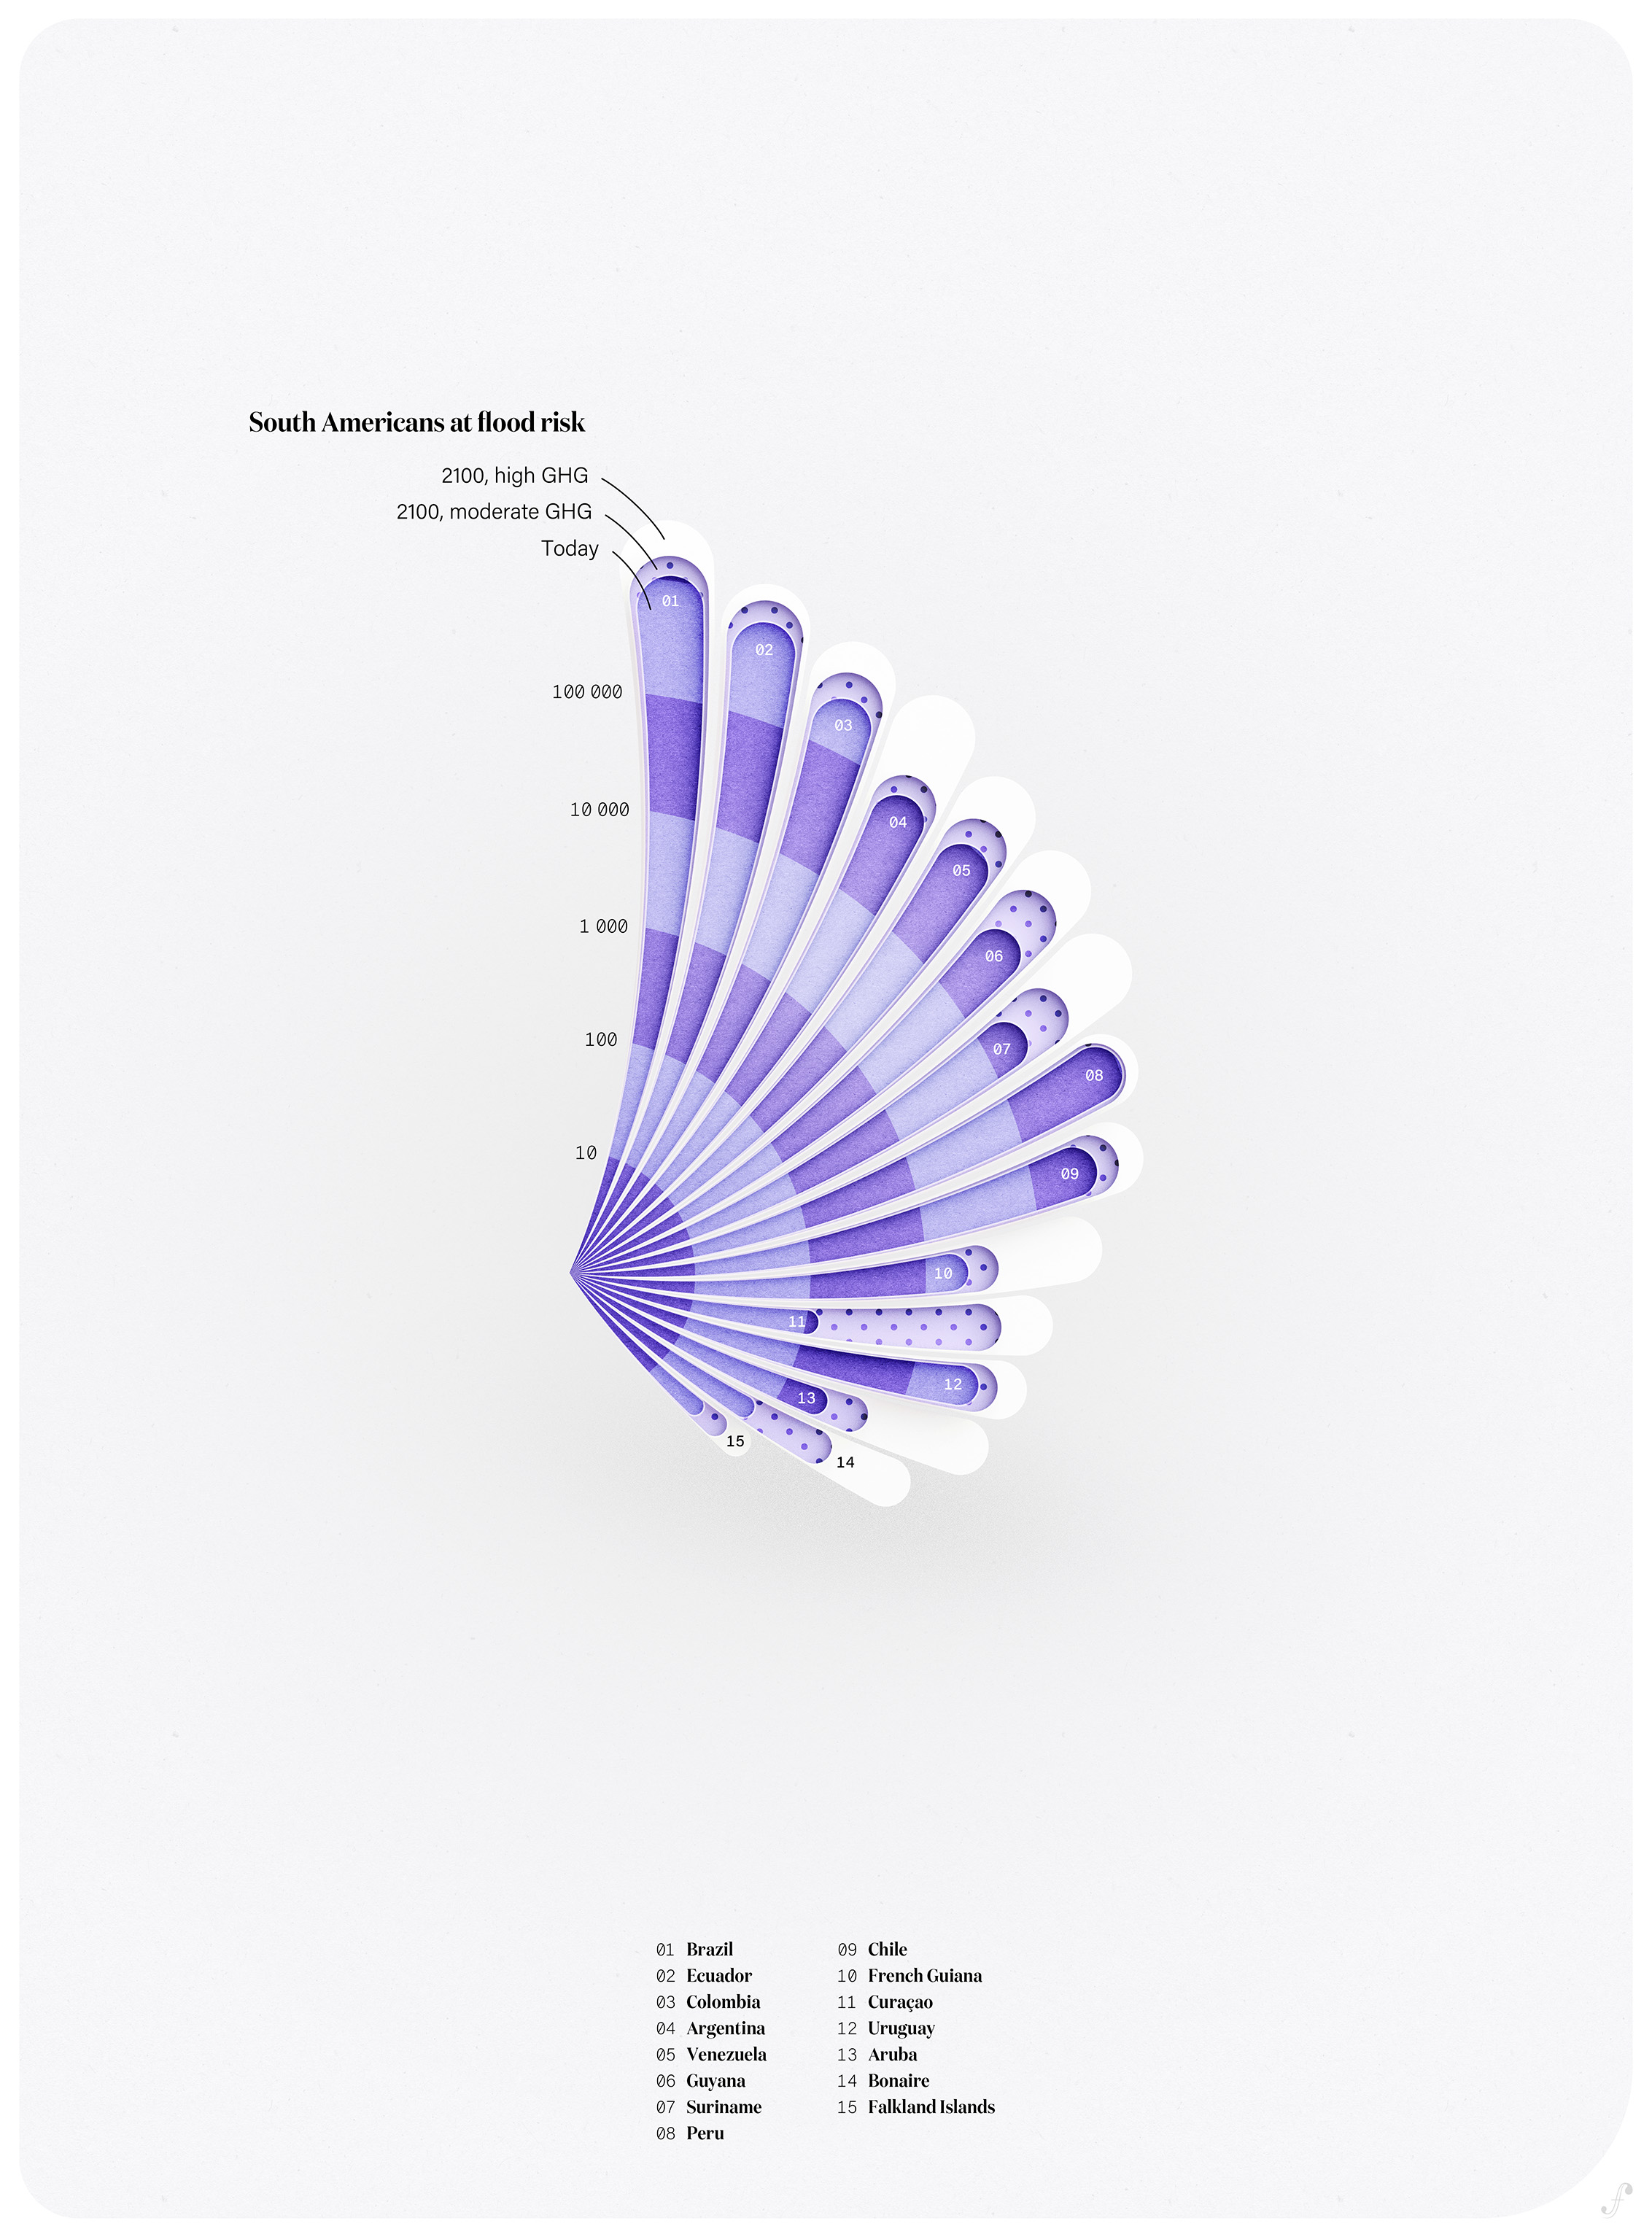 South Americans at flood risk
2100, high GHG
2100, moderate GHG
Today
01
02
100 000
03
10 000
04
05
1 000
06
100
07
08
10
09
10
11
12
13
15
14
01 Brazil
02 Ecuador
03 Colombia
04 Argentina
05 Venezuela
06 Guyana
07 Suriname
08 Peru
09 Chile
10 French Guiana
11 Curaçao
12 Uruguay
13 Aruba
14 Bonaire
15 Falkland Islands
f